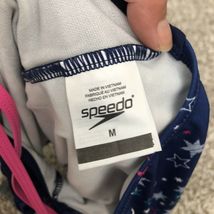 MADE IN VIETNAM
FABRIQUÉ AU VIETNAM
HECHO EN VIETNAM
speedo
M